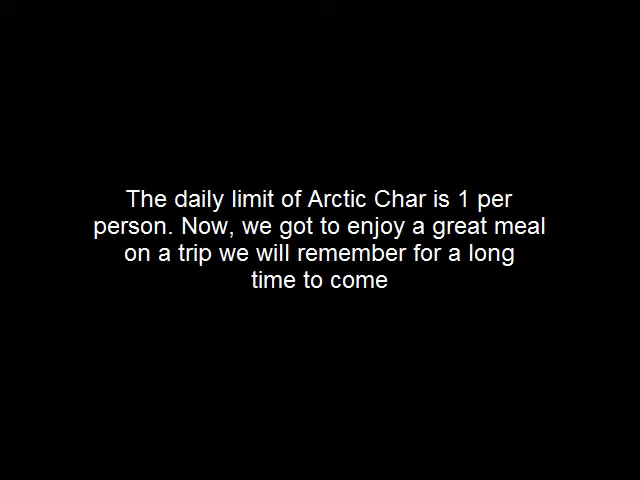 The daily limit of Arctic Char is 1 per
person. Now, we got to enjoy a great meal
on a trip we will remember for a long
time to come